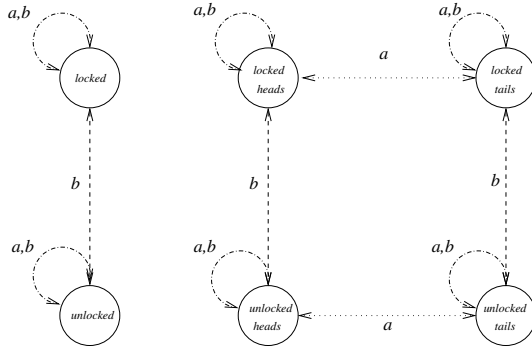 a,b
a,b
a,b
locked
locked
heads
a
locked
tails
b
b
b
a,b
a,b
a,b
unlocked
unlocked
heads
a
unlocked
tails